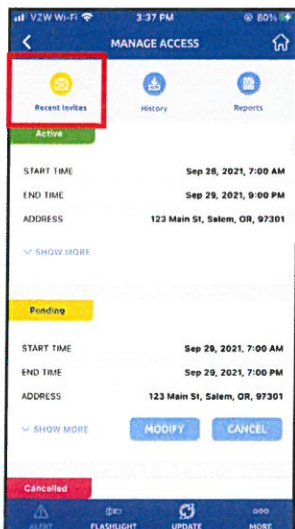 VZW Wi-Fi 3:37 PM 80%
MANAGE ACCESS
Recent Invites History Reports
Active
START TIME Sep 28, 2021, 7:00 AM
END TIME Sep 29, 2021, 9:00 PM
ADDRESS 123 Main St, Salem, OR, 97301
SHOW MORE
Pending
START TIME Sep 29, 2021, 7:00 AM
END TIME Sep 29, 2021, 7:00 PM
ADDRESS 123 Main St, Salem, OR, 97301
SHOW MORE MODIFY CANCEL
Cancelled
ALERT FLASHLIGHT UPDATE MORE